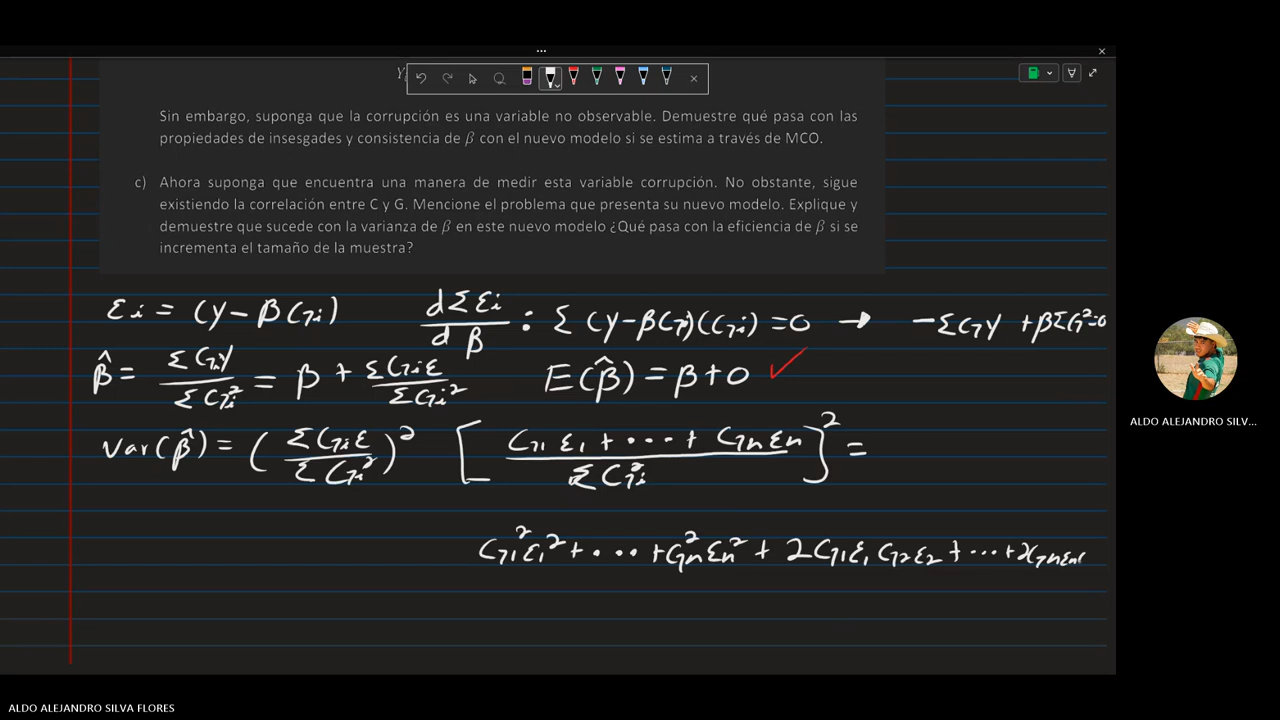 Y
Sin embargo, suponga que la corrupción es una variable no observable. Demuestre qué pasa con las
propiedades de insesgades y consistencia de β con el nuevo modelo si se estima a través de MCO.
c) Ahora suponga que encuentra una manera de medir esta variable corrupción. No obstante, sigue
existiendo la correlación entre C y G. Mencione el problema que presenta su nuevo modelo. Explique y
demuestre que sucede con la varianza de β en este nuevo modelo ¿Qué pasa con la eficiencia de β si se
incrementa el tamaño de la muestra?
εi = (y - β Gi) dΣεi/dβ : Σ (y - βGi)(Gi) = 0 → -ΣGy + βΣG²=0
β̂ = ΣGiy/ΣGi² = β + ΣGiε/ΣGi² E(β̂) = β + 0 ✓
Var(β̂) = (ΣGiε/ΣGi²)² [G1ε1 + ... + Gnεn/ΣGi²]² =
G1²ε1² + ... + Gn²εn² + 2G1ε1G2ε2 + ... + 2Gnεn
ALDO ALEJANDRO SILV...
ALDO ALEJANDRO SILVA FLORES